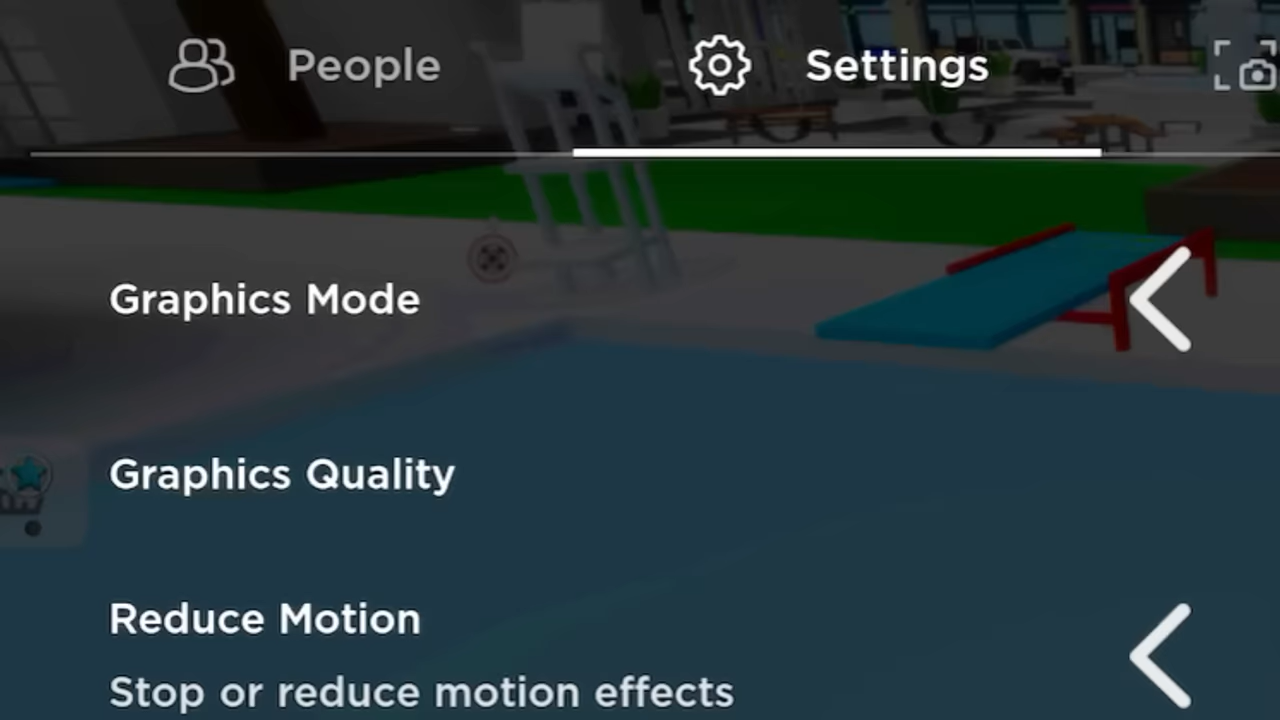 People
Settings
Graphics Mode
Graphics Quality
Reduce Motion
Stop or reduce motion effects